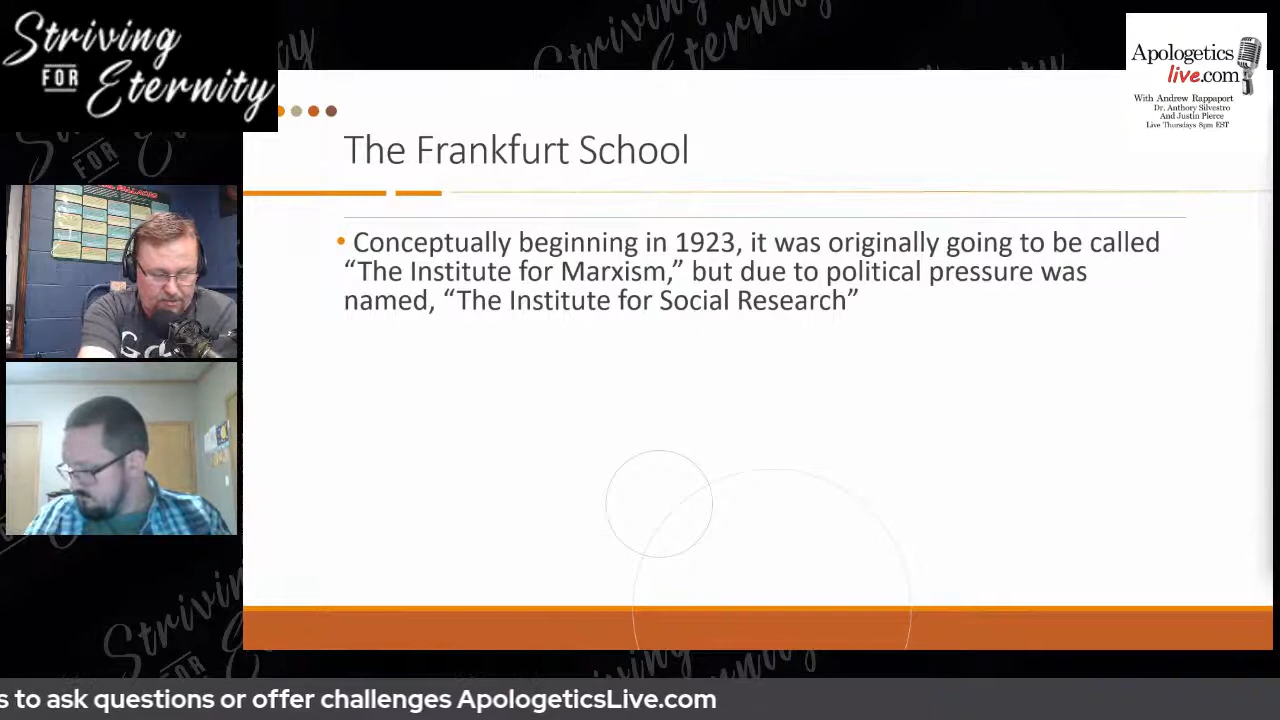 Striving
FOR
Eternity
Apologetics
live.com
With Andrew Rappaport
Dr. Anthony Silvestro
And Justin Pierce
Live Thursdays 8pm EST
The Frankfurt School
• Conceptually beginning in 1923, it was originally going to be called
“The Institute for Marxism,” but due to political pressure was
named, “The Institute for Social Research”
s to ask questions or offer challenges ApologeticsLive.com